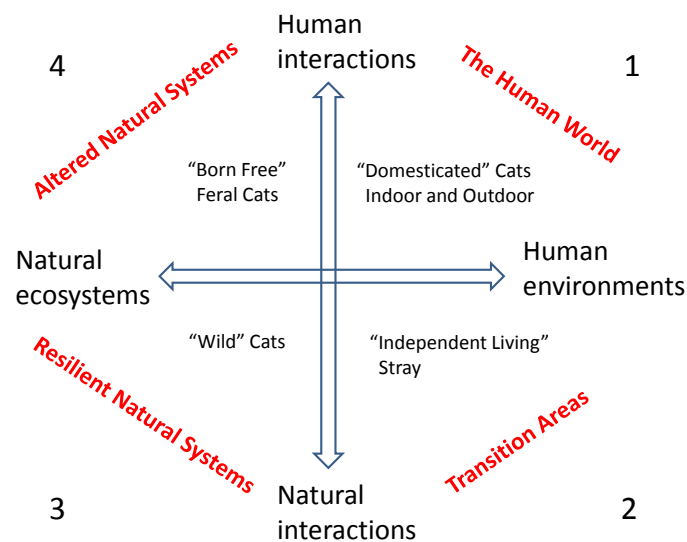 Human
interactions
4
1
Altered Natural Systems
The Human World
“Born Free”
Feral Cats
“Domesticated” Cats
Indoor and Outdoor
Natural
ecosystems
Human
environments
“Wild” Cats
“Independent Living”
Stray
Resilient Natural Systems
Transition Areas
Natural
interactions
3
2